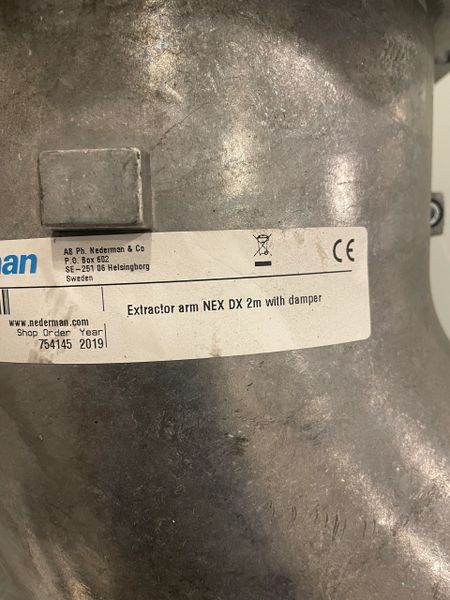 man
AB Ph. Nederman & Co
P.O. Box 602
SE-251 06 Helsingborg
Sweden
CE
Extractor arm NEX DX 2m with damper
www.nederman.com
Shop Order Year
754145 2019